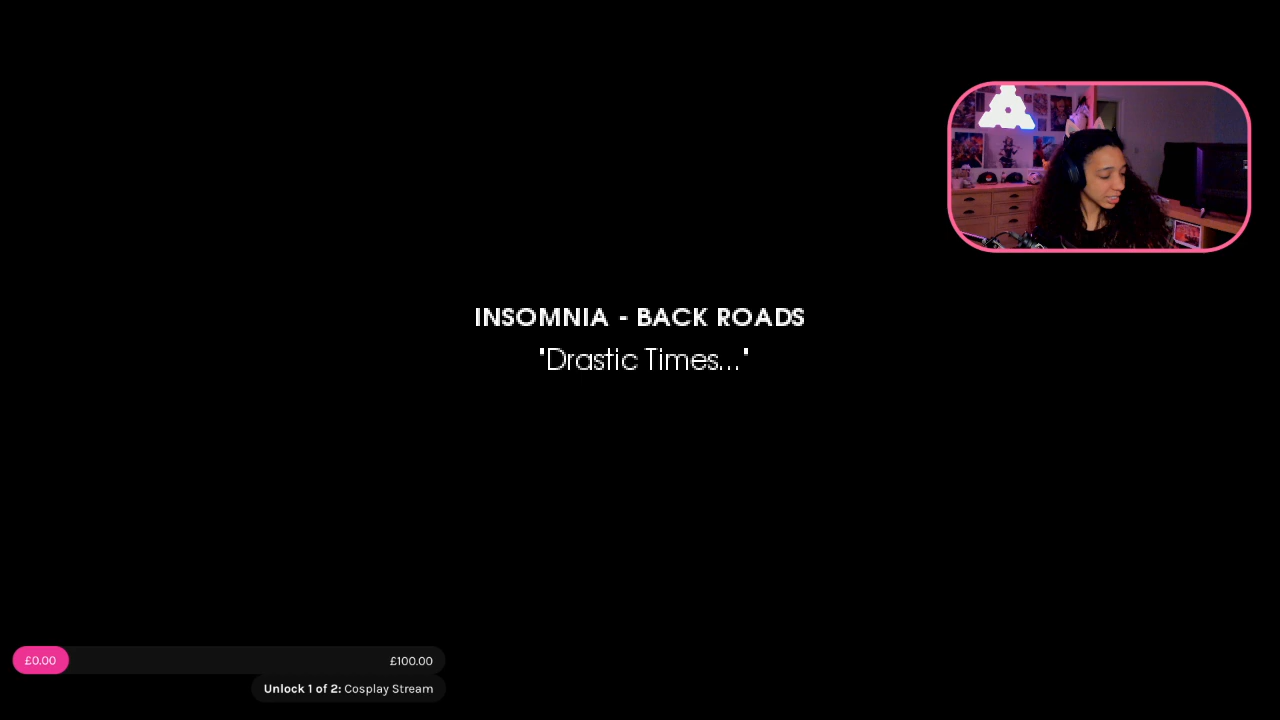 INSOMNIA - BACK ROADS
"Drastic Times..."
£0.00 £100.00
Unlock 1 of 2: Cosplay Stream